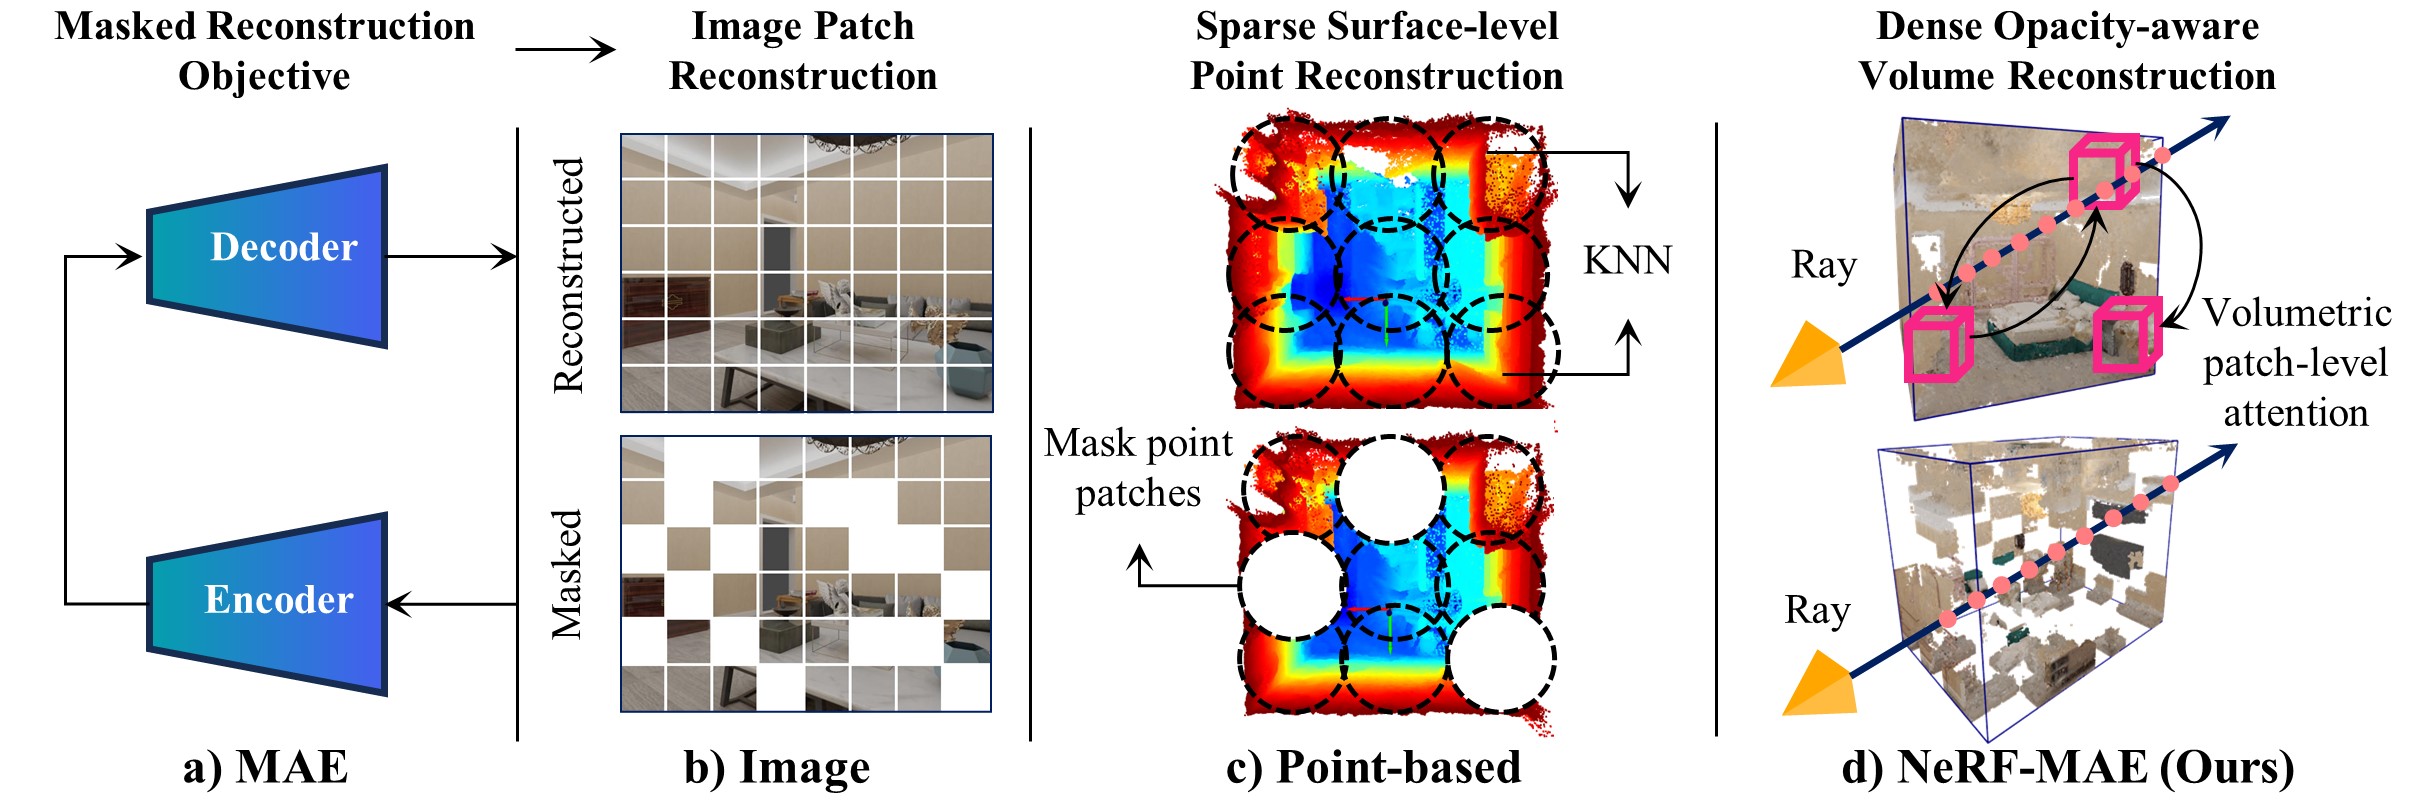 Masked Reconstruction
Objective
Image Patch
Reconstruction
Sparse Surface-level
Point Reconstruction
Dense Opacity-aware
Volume Reconstruction
Decoder
Encoder
Reconstructed
Masked
KNN
Mask point
patches
Ray
Volumetric
patch-level
attention
Ray
a) MAE
b) Image
c) Point-based
d) NeRF-MAE (Ours)